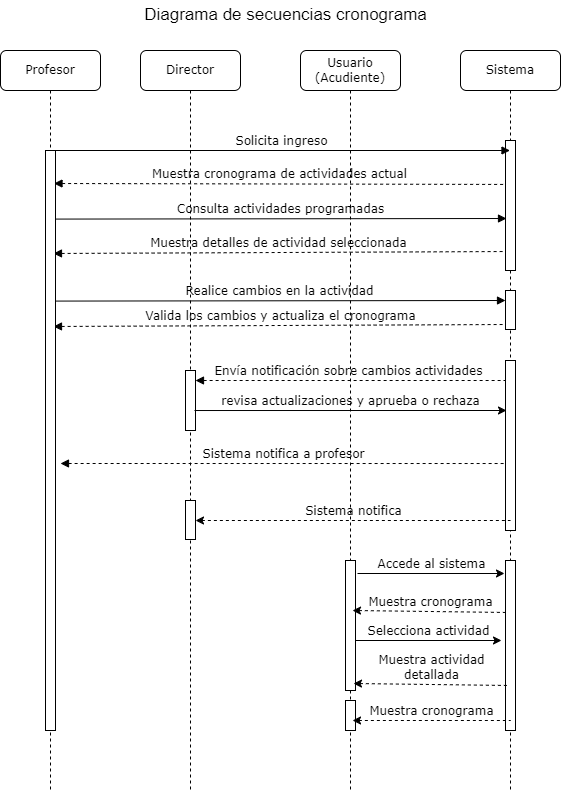 Diagrama de secuencias cronograma
Profesor
Director
Usuario
(Acudiente)
Sistema
Solicita ingreso
Muestra cronograma de actividades actual
Consulta actividades programadas
Muestra detalles de actividad seleccionada
Realice cambios en la actividad
Valida los cambios y actualiza el cronograma
Envía notificación sobre cambios actividades
revisa actualizaciones y aprueba o rechaza
Sistema notifica a profesor
Sistema notifica
Accede al sistema
Muestra cronograma
Selecciona actividad
Muestra actividad
detallada
Muestra cronograma